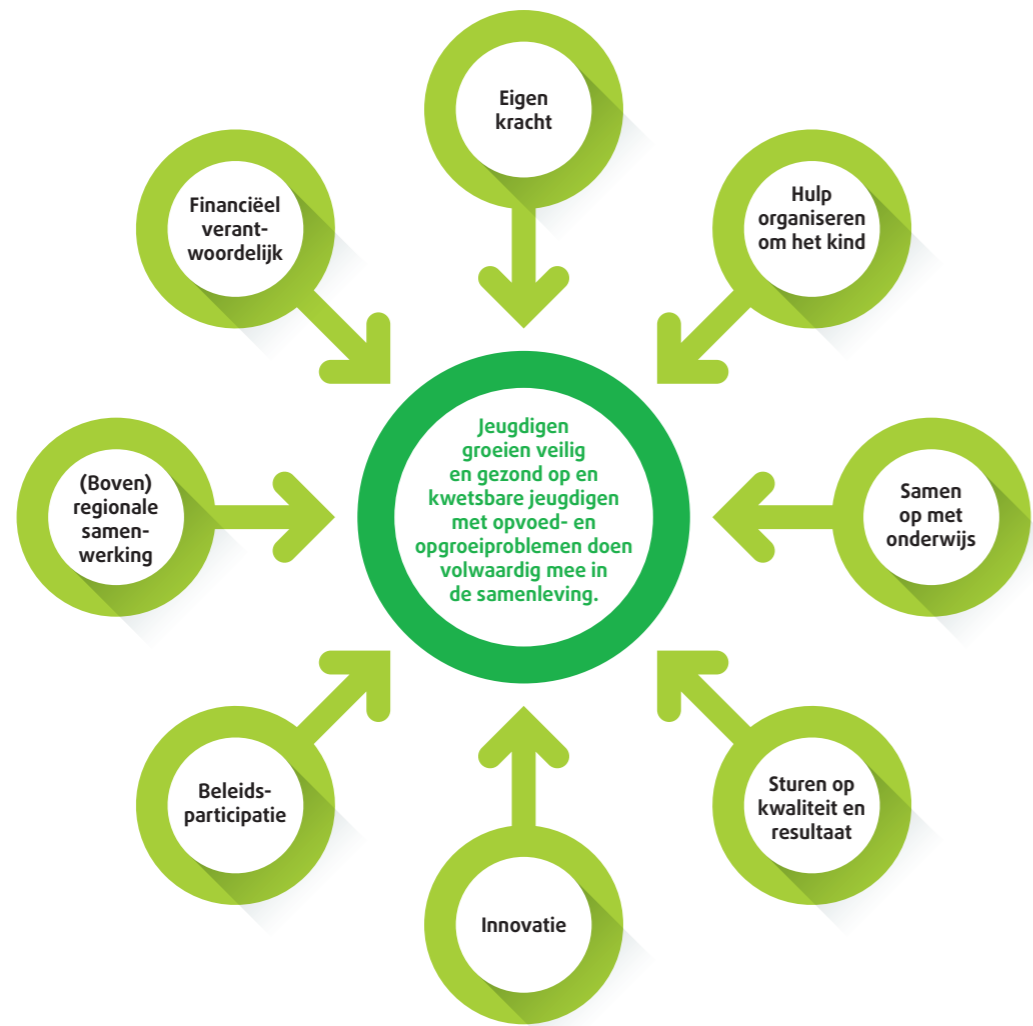 Eigen
kracht
Hulp
organiseren
om het kind
Samen
op met
onderwijs
Sturen op
kwaliteit en
resultaat
Innovatie
Beleids-
participatie
(Boven)
regionale
samen-
werking
Financiëel
verant-
woordelijk
Jeugdigen
groeien veilig
en gezond op en
kwetsbare jeugdigen
met opvoed- en
opgroeiproblemen doen
volwaardig mee in
de samenleving.